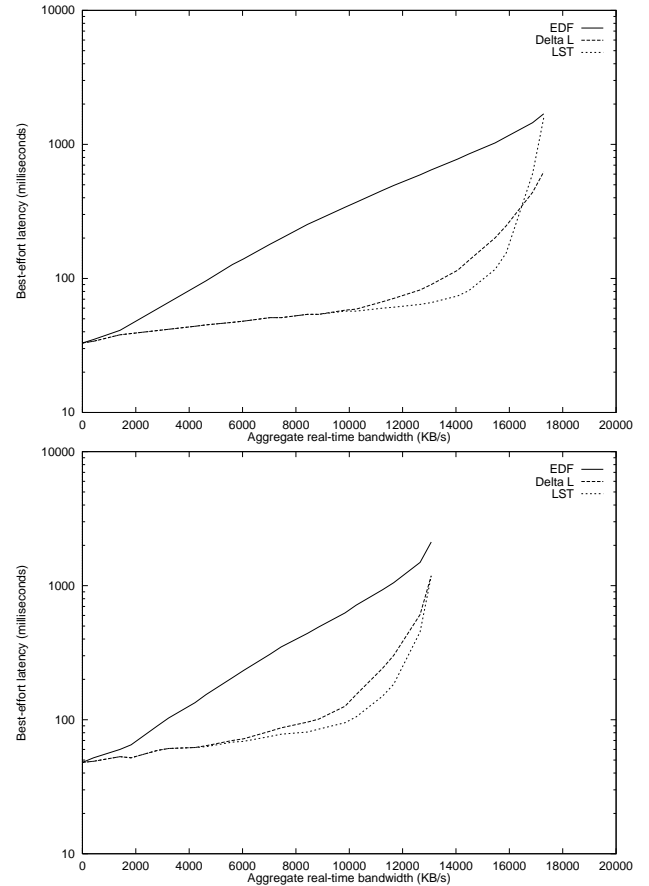 10000
1000
100
10
Best-effort latency (milliseconds)
EDF
Delta L
LST
0 2000 4000 6000 8000 10000 12000 14000 16000 18000 20000
Aggregate real-time bandwidth (KB/s)
10000
1000
100
10
Best-effort latency (milliseconds)
EDF
Delta L
LST
0 2000 4000 6000 8000 10000 12000 14000 16000 18000 20000
Aggregate real-time bandwidth (KB/s)